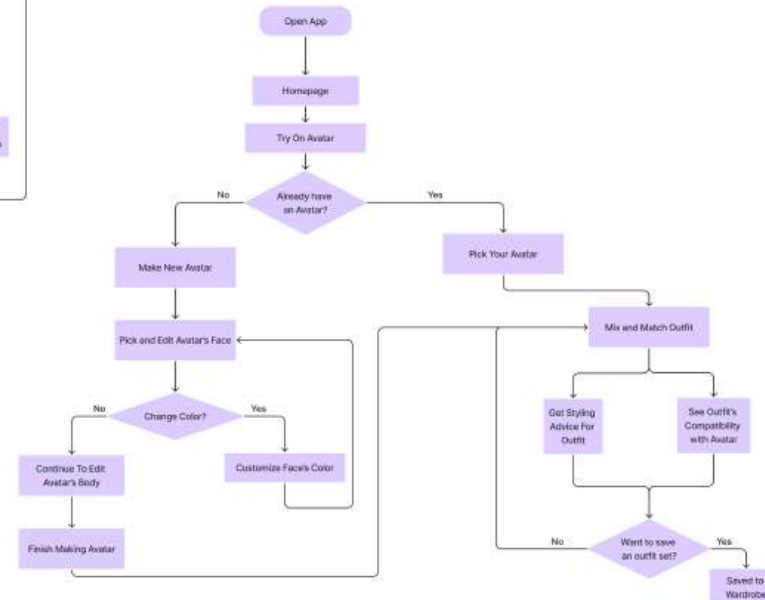 Open App
Homepage
Try On Avatar
Already have
an Avatar?
No
Yes
Make New Avatar
Pick Your Avatar
Pick and Edit Avatar's Face
Mix and Match Outfit
Change Color?
No
Yes
Get Styling
Advice For
Outfit
See Outfit's
Compatibility
with Avatar
Continue To Edit
Avatar's Body
Customize Face's Color
Finish Making Avatar
Want to save
an outfit set?
No
Yes
Saved to
Wardrobe